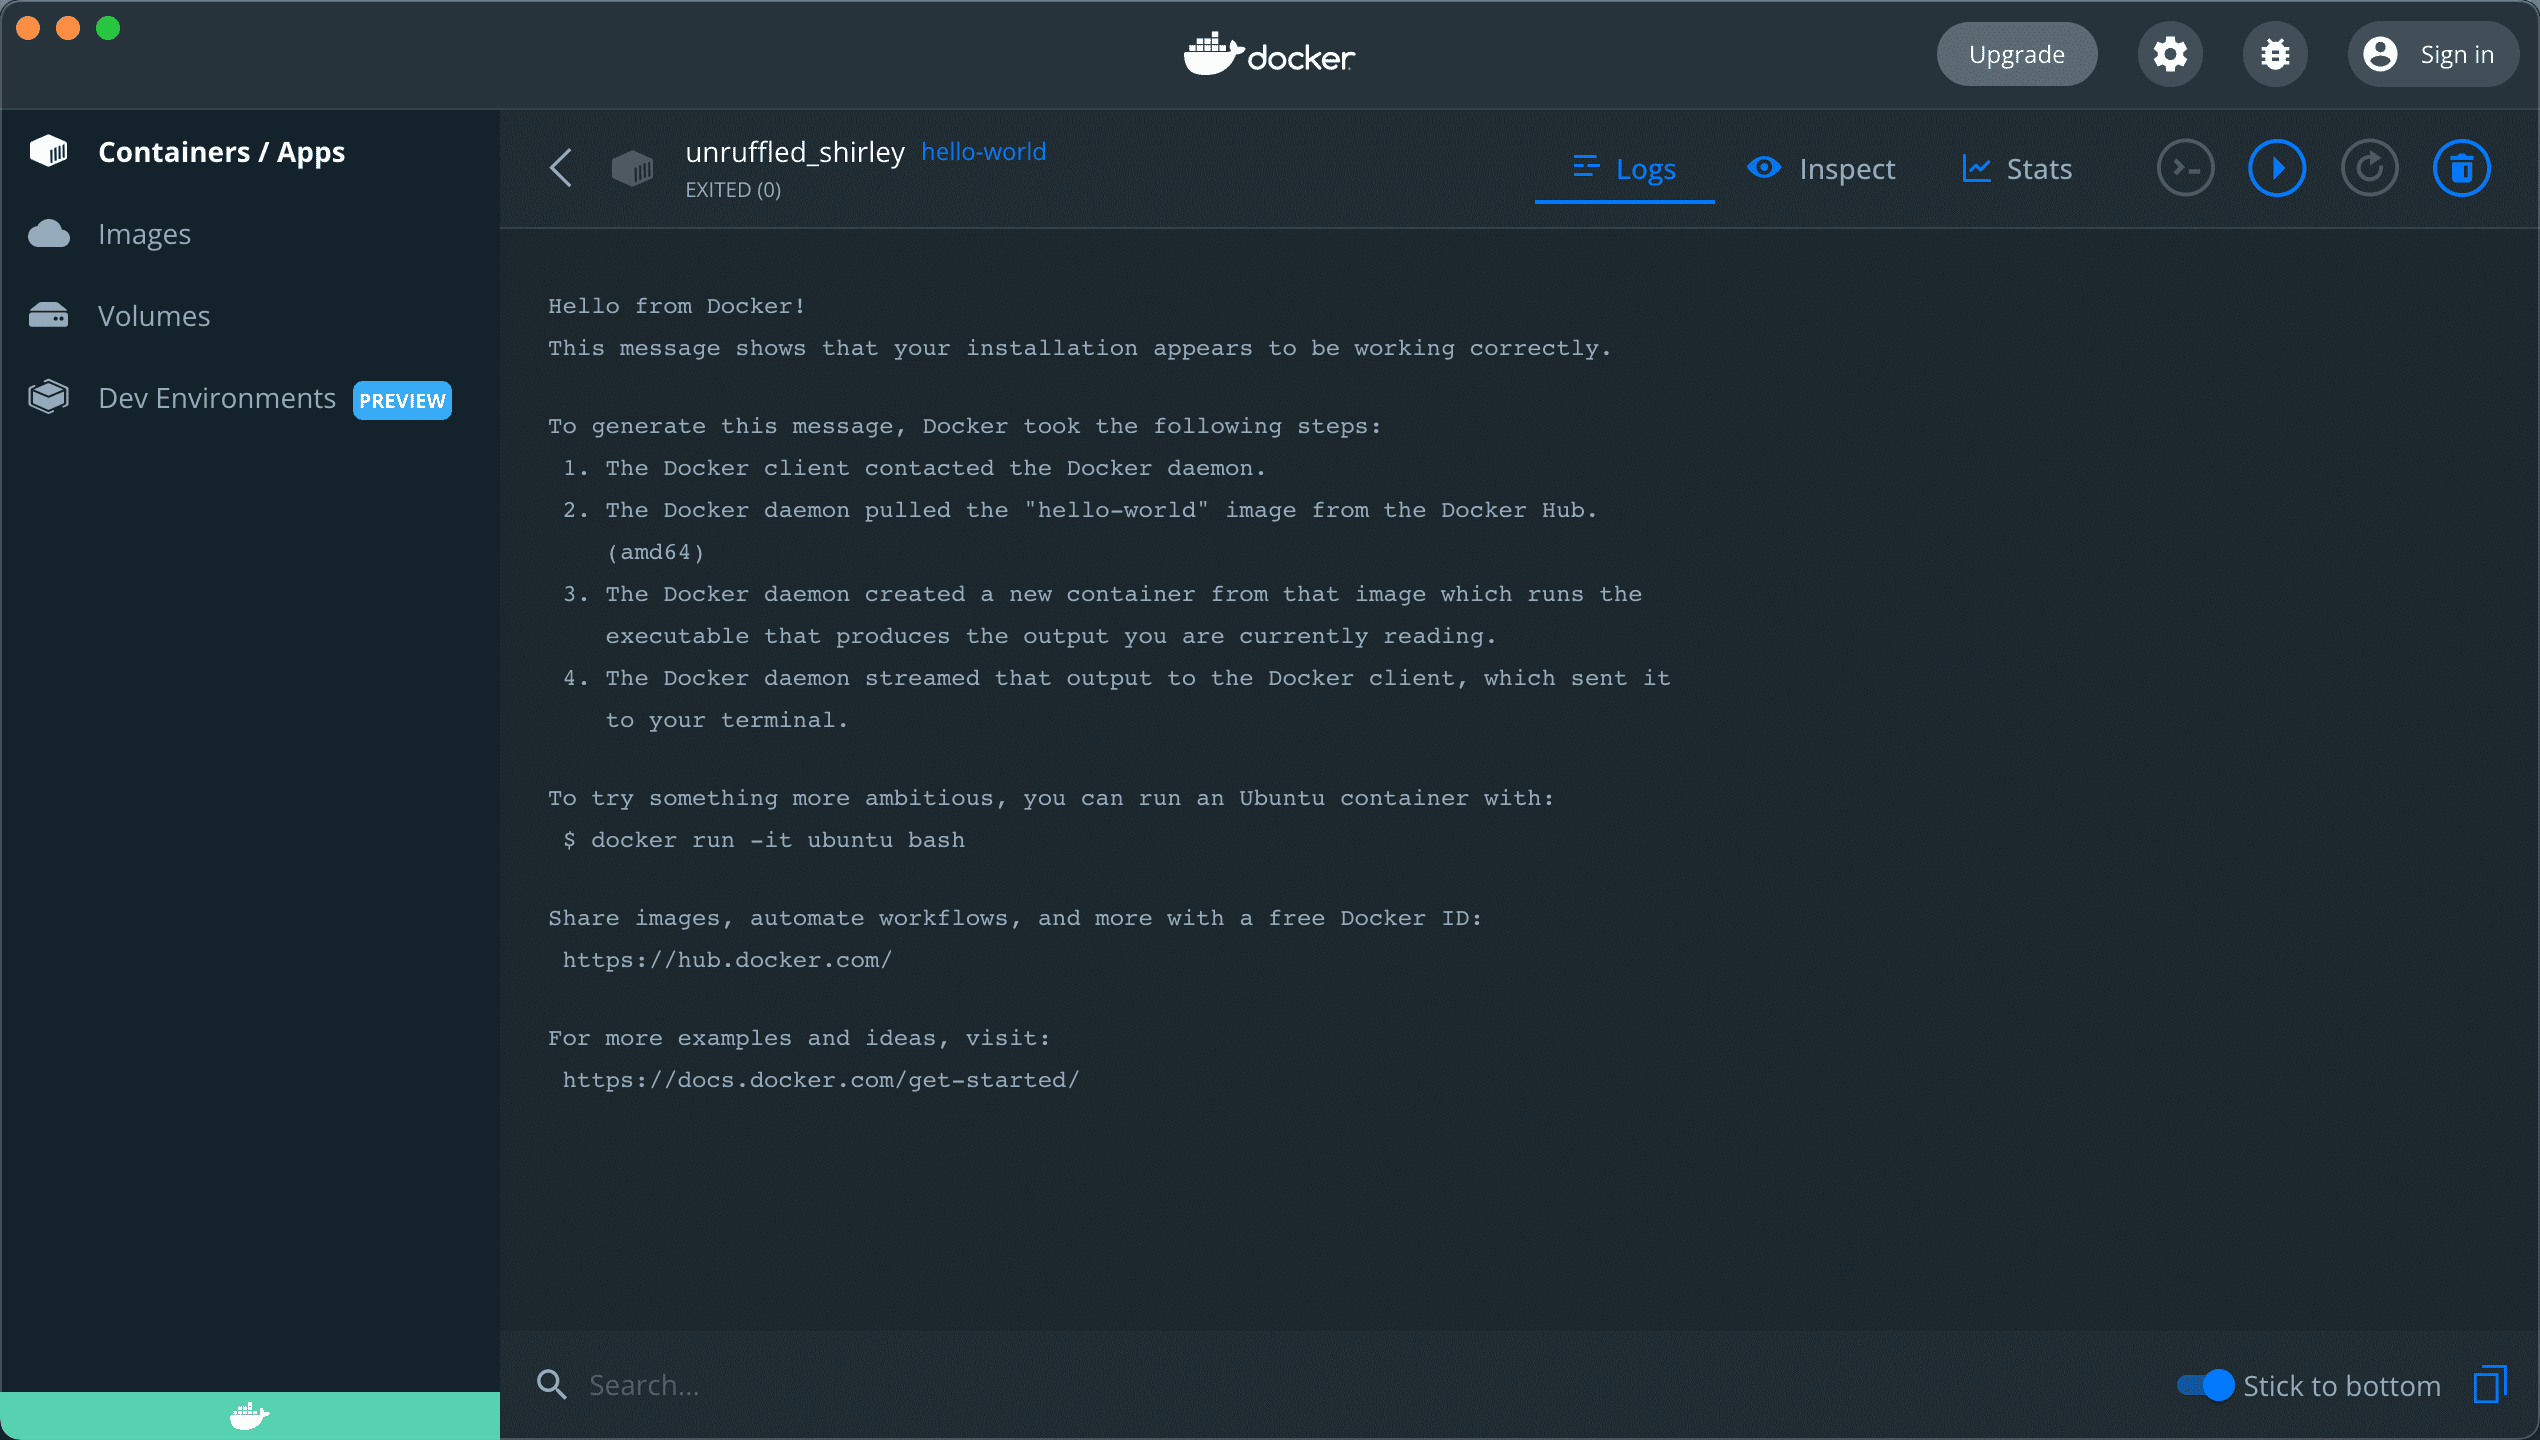 docker
Upgrade
Sign in
Containers / Apps
Images
Volumes
Dev Environments PREVIEW
unruffled_shirley hello-world
EXITED (0)
Logs
Inspect
Stats
Hello from Docker!
This message shows that your installation appears to be working correctly.
To generate this message, Docker took the following steps:
1. The Docker client contacted the Docker daemon.
2. The Docker daemon pulled the "hello-world" image from the Docker Hub.
(amd64)
3. The Docker daemon created a new container from that image which runs the
executable that produces the output you are currently reading.
4. The Docker daemon streamed that output to the Docker client, which sent it
to your terminal.
To try something more ambitious, you can run an Ubuntu container with:
$ docker run -it ubuntu bash
Share images, automate workflows, and more with a free Docker ID:
https://hub.docker.com/
For more examples and ideas, visit:
https://docs.docker.com/get-started/
Search...
Stick to bottom